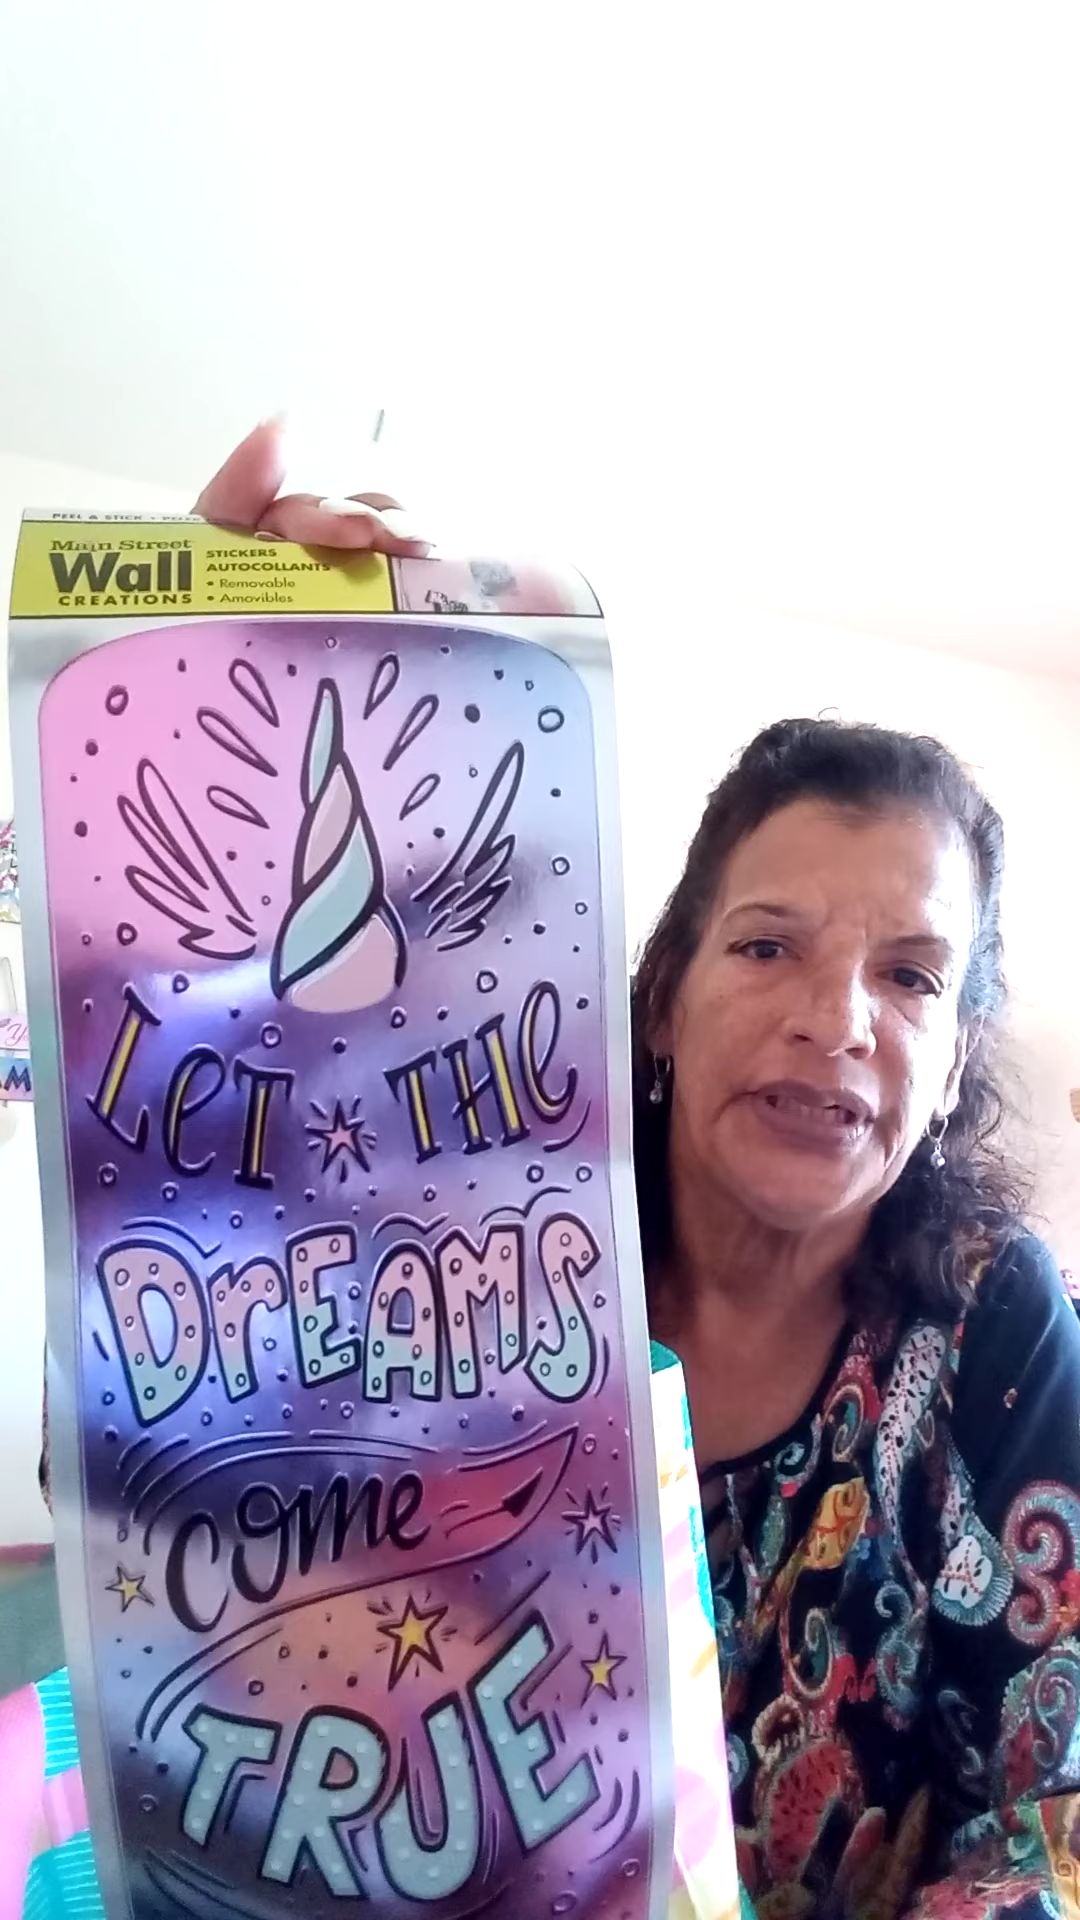 PEEL & STICK •
Main Street
Wall
CREATIONS
STICKERS
AUTOCOLLANTS
• Removable
• Amovibles
LeT THe
DrEAMS
come
TRUE